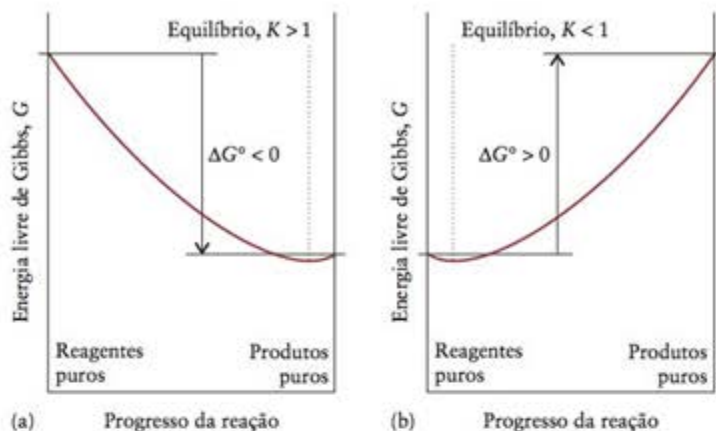 Equilíbrio, K > 1
Energia livre de Gibbs, G
ΔG° < 0
Reagentes
puros
Produtos
puros
(a)
Progresso da reação
Equilíbrio, K < 1
Energia livre de Gibbs, G
ΔG° > 0
Reagentes
puros
Produtos
puros
(b)
Progresso da reação